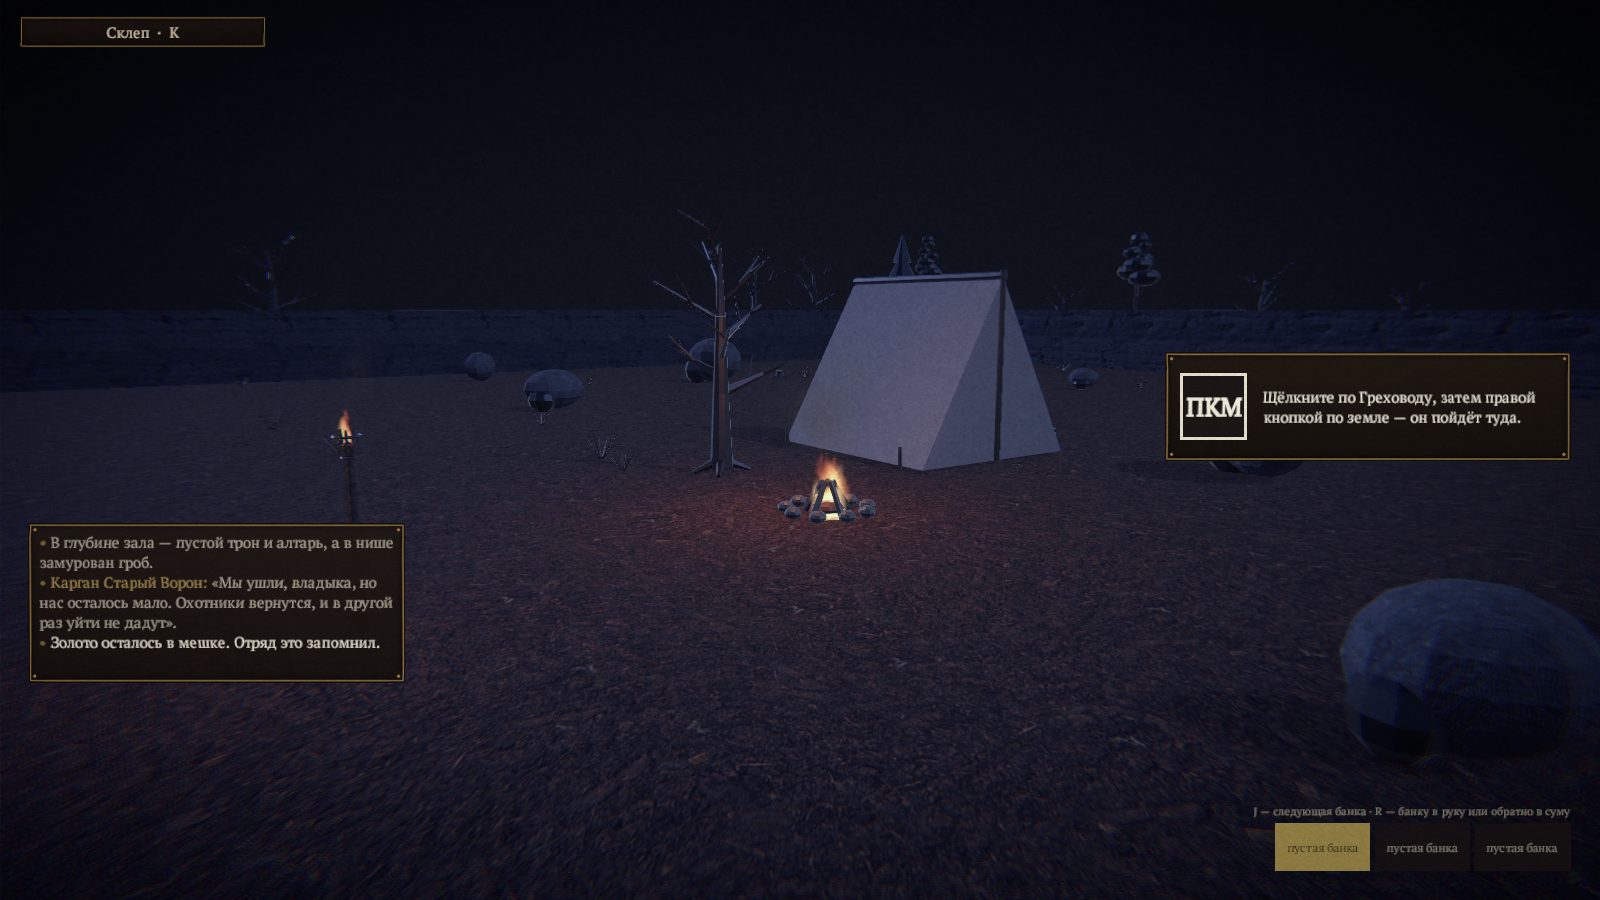 Склеп · K
ПКМ
Щёлкните по Греховоду, затем правой
кнопкой по земле — он пойдёт туда.
• В глубине зала — пустой трон и алтарь, а в нише
замурован гроб.
• Карган Старый Ворон: «Мы ушли, владыка, но
нас осталось мало. Охотники вернутся, и в другой
раз уйти не дадут».
• Золото осталось в мешке. Отряд это запомнил.
J — следующая банка · R — банку в руку или обратно в суму
пустая банка пустая банка пустая банка